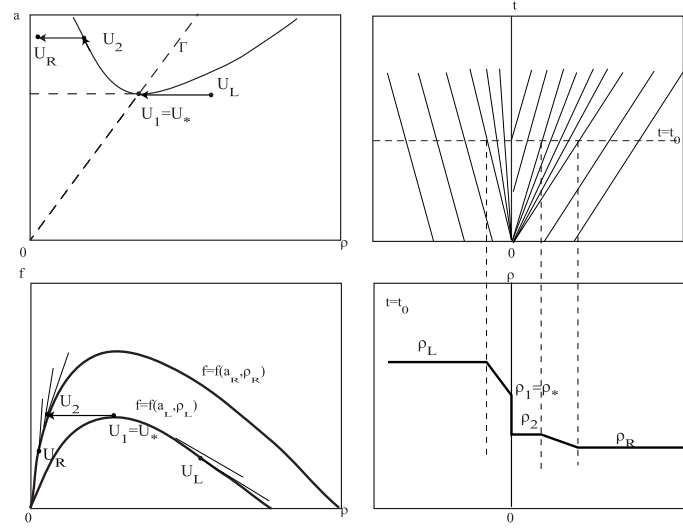 a
U_R
U_2
Γ
U_L
U_1=U_*
0
ρ
t
t=t_0
0
f
f=f(a_R,ρ_R)
f=f(a_L,ρ_L)
U_2
U_1=U_*
U_R
U_L
0
ρ
ρ
t=t_0
ρ_L
ρ_1=ρ_*
ρ_2
ρ_R
0